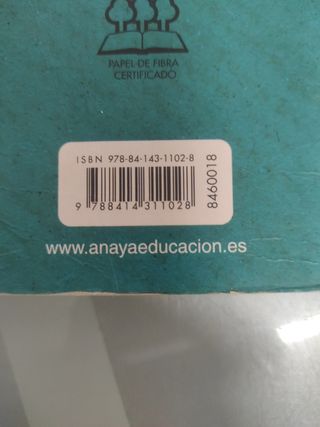 PAPEL DE FIBRA
CERTIFICADO
ISBN 978-84-143-1102-8
9 788414 311028
8460018
www.anayaeducacion.es